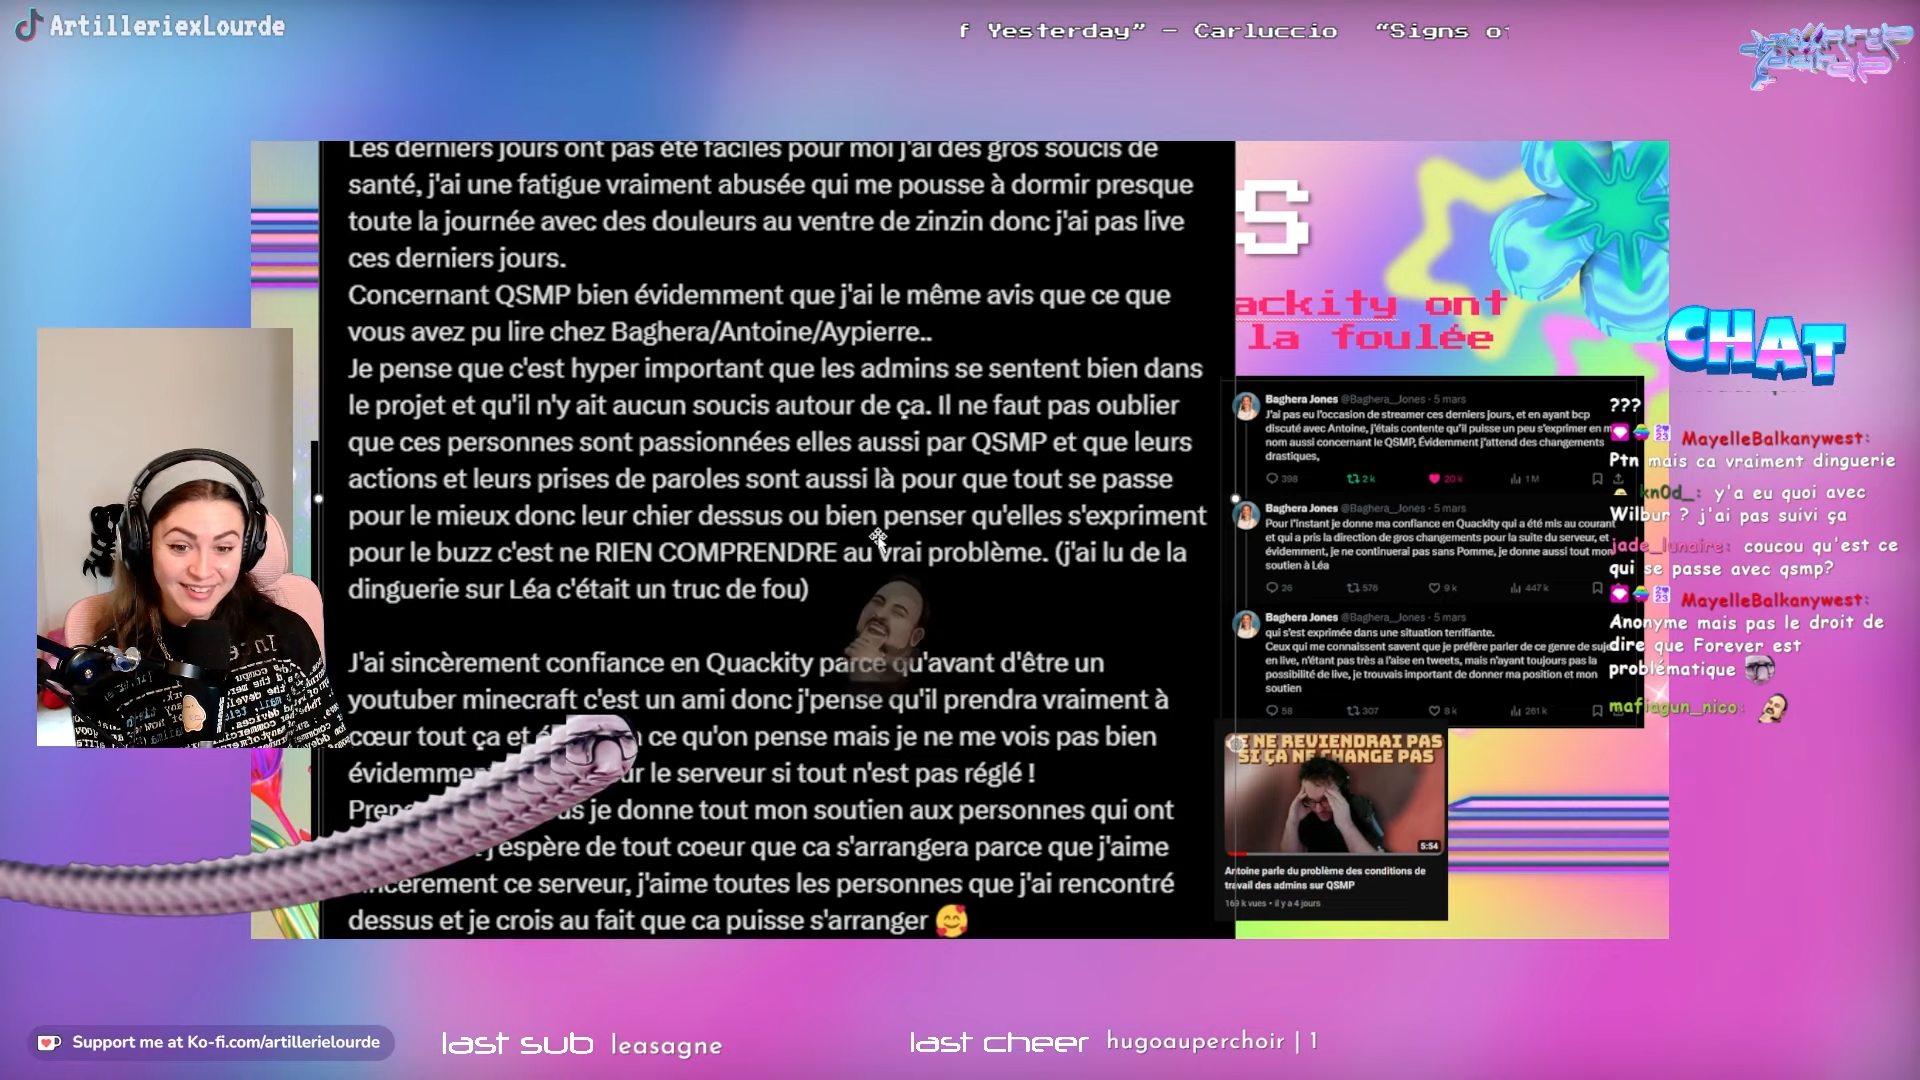 ArtilleriexLourde
f Yesterday” – Carluccio “Signs of
Les derniers jours ont pas été faciles pour moi j'ai des gros soucis de
santé, j'ai une fatigue vraiment abusée qui me pousse à dormir presque
toute la journée avec des douleurs au ventre de zinzin donc j'ai pas live
ces derniers jours.
Concernant QSMP bien évidemment que j'ai le même avis que ce que
vous avez pu lire chez Baghera/Antoine/Aypierre..
Je pense que c'est hyper important que les admins se sentent bien dans
le projet et qu'il n'y ait aucun soucis autour de ça. Il ne faut pas oublier
que ces personnes sont passionnées elles aussi par QSMP et que leurs
actions et leurs prises de paroles sont aussi là pour que tout se passe
pour le mieux donc leur chier dessus ou bien penser qu'elles s'expriment
pour le buzz c'est ne RIEN COMPRENDRE au vrai problème. (j'ai lu de la
dinguerie sur Léa c'était un truc de fou)
J'ai sincèrement confiance en Quackity parce qu'avant d'être un
youtuber minecraft c'est un ami donc j'pense qu'il prendra vraiment à
cœur tout ça et ce qu'on pense mais je ne me vois pas bien
évidemme ur le serveur si tout n'est pas réglé !
Pren s je donne tout mon soutien aux personnes qui ont
j'espère de tout coeur que ca s'arrangera parce que j'aime
sincèrement ce serveur, j'aime toutes les personnes que j'ai rencontré
dessus et je crois au fait que ca puisse s'arranger 🥰
S
ackity ont
la foulée
Baghera Jones @Baghera__Jones · 5 mars
J'ai pas eu l'occasion de streamer ces derniers jours, et en ayant bcp
discuté avec Antoine, j'étais contente qu'il puisse un peu s'exprimer en m
nom aussi concernant le QSMP, Évidemment j'attend des changements
drastiques,
398 2 k 20 k 1 M
Baghera Jones @Baghera__Jones · 5 mars
Pour l'instant je donne ma confiance en Quackity qui a été mis au courant
et qui a pris la direction de gros changements pour la suite du serveur, et
évidemment, je ne continuerai pas sans Pomme, je donne aussi tout mon
soutien à Léa
26 576 9 k 447 k
Baghera Jones @Baghera__Jones · 5 mars
qui s'est exprimée dans une situation terrifiante.
Ceux qui me connaissent savent que je préfère parler de ce genre de suje
en live, n'étant pas très a l'aise en tweets, mais n'ayant toujours pas la
possibilité de live, je trouvais important de donner ma position et mon
soutien
58 307 8 k 261 k
NE REVIENDRAI PAS
SI ÇA NE CHANGE PAS
5:54
Antoine parle du problème des conditions de
travail des admins sur QSMP
169 k vues • il y a 4 jours
CHAT
???
MayelleBalkanywest:
Ptn mais ca vraiment dinguerie
kn0d_: y'a eu quoi avec
Wilbur ? j'ai pas suivi ça
jade_lunaire: coucou qu'est ce
qui se passe avec qsmp?
MayelleBalkanywest:
Anonyme mais pas le droit de
dire que Forever est
problématique
mafiagun_nico:
Support me at Ko-fi.com/artillerielourde
last sub leasagne
last cheer hugoauperchoir | 1